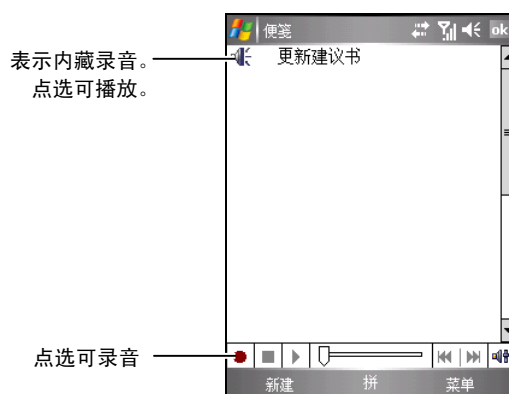 便笺 ok
表示内藏录音。
点选可播放。
更新建议书
点选可录音
新建 拼 菜单